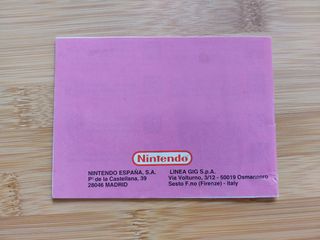 Nintendo
NINTENDO ESPAÑA, S.A.
Pº de la Castellana, 39
28046 MADRID
LINEA GIG S.p.A.
Via Volturno, 3/12 - 50019 Osmannoro
Sesto F.no (Firenze) - Italy